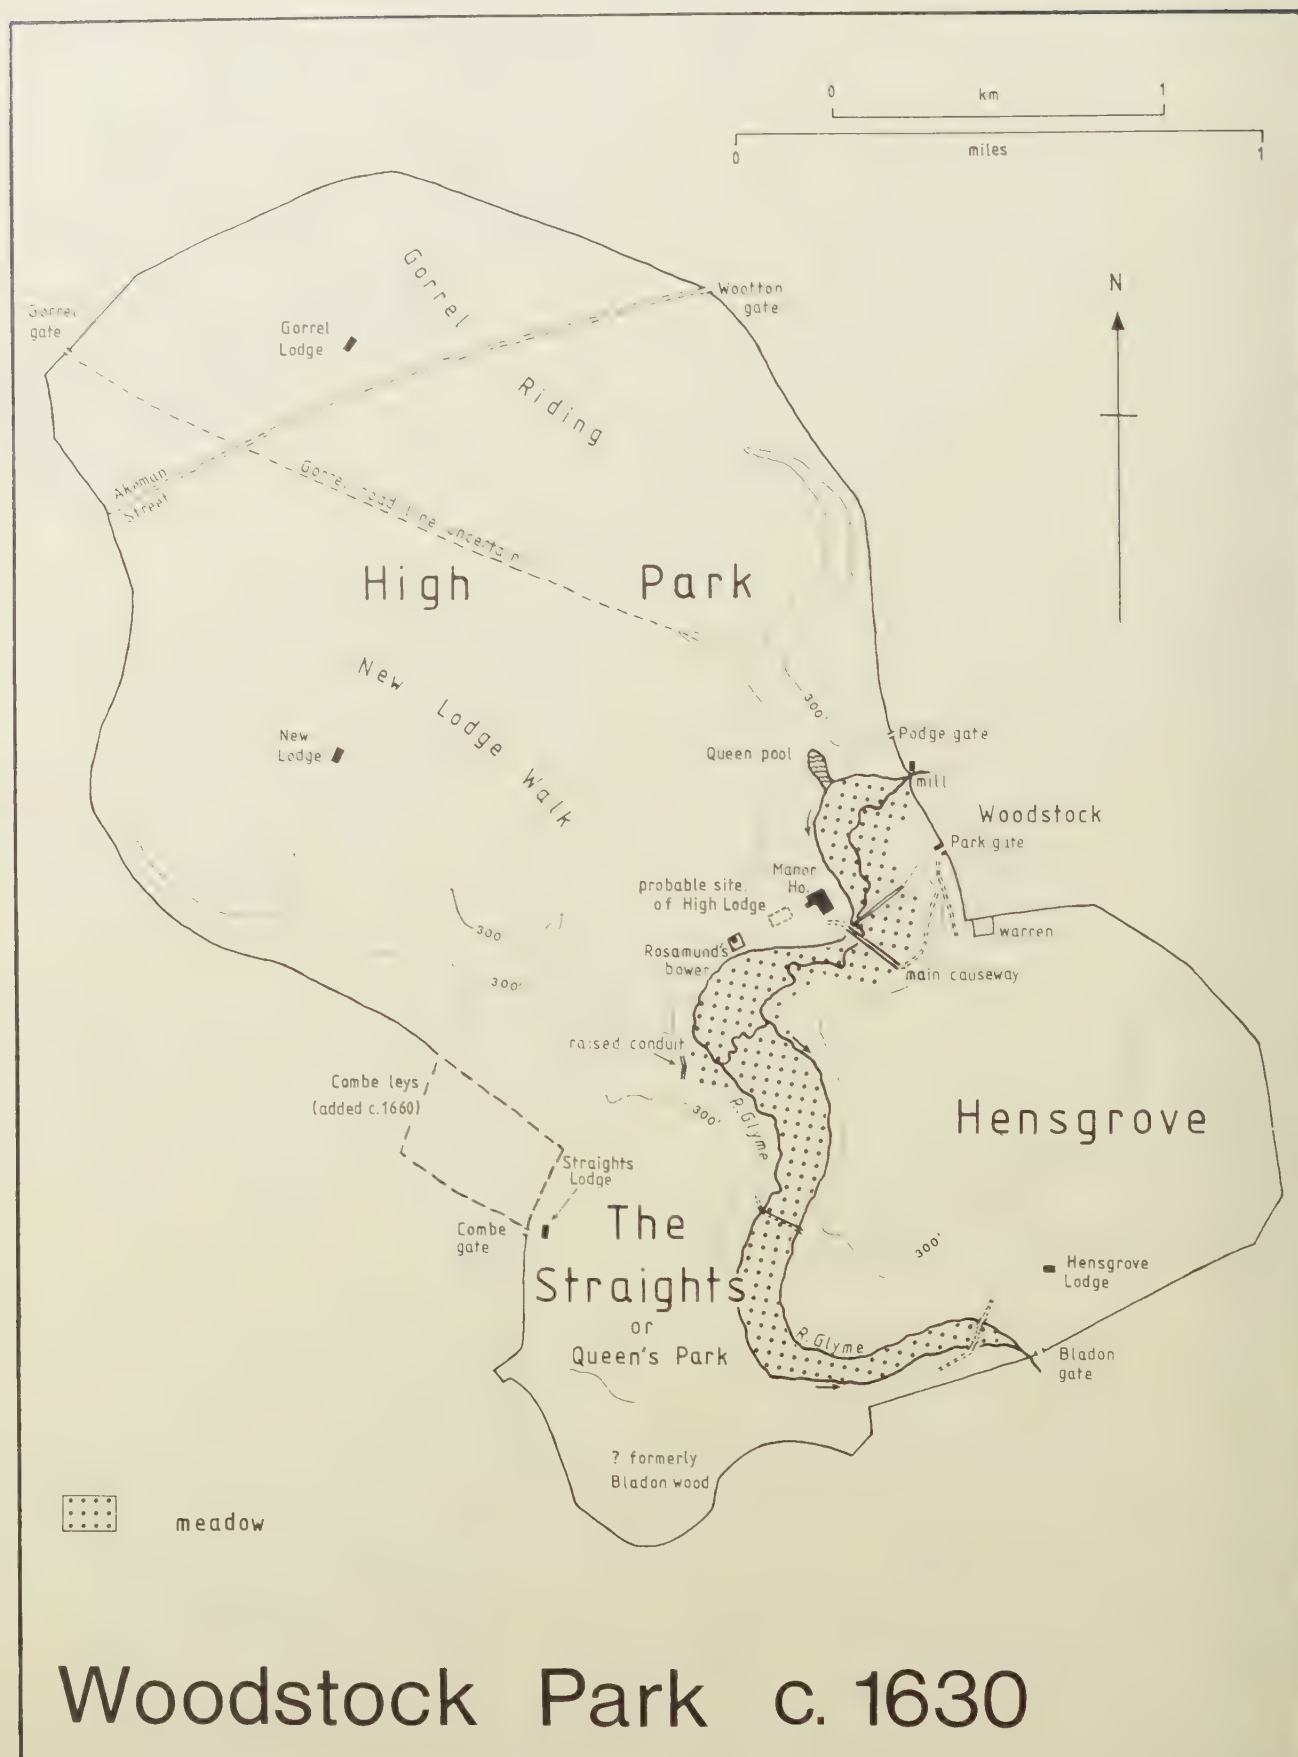 0 km 1
0 miles 1
N
Gorrel
Riding
Wootton
gate
gate
Gorrel
Lodge
Akeman
Street
High Park
New Lodge Walk
New
Lodge
300'
Podge gate
Queen pool
mill
Woodstock
Park gate
Manor
Ho.
probable site
of High Lodge
warren
Rosamund's
bower
main causeway
300
300'
raised conduit
Combe leys
(added c.1660)
300'
R. Glyme
Hensgrove
Straights
Lodge
Combe
gate
The
Straights
or
Queen's Park
300'
Hensgrove
Lodge
R. Glyme
Bladon
gate
? formerly
Bladon wood
meadow
Woodstock Park c. 1630